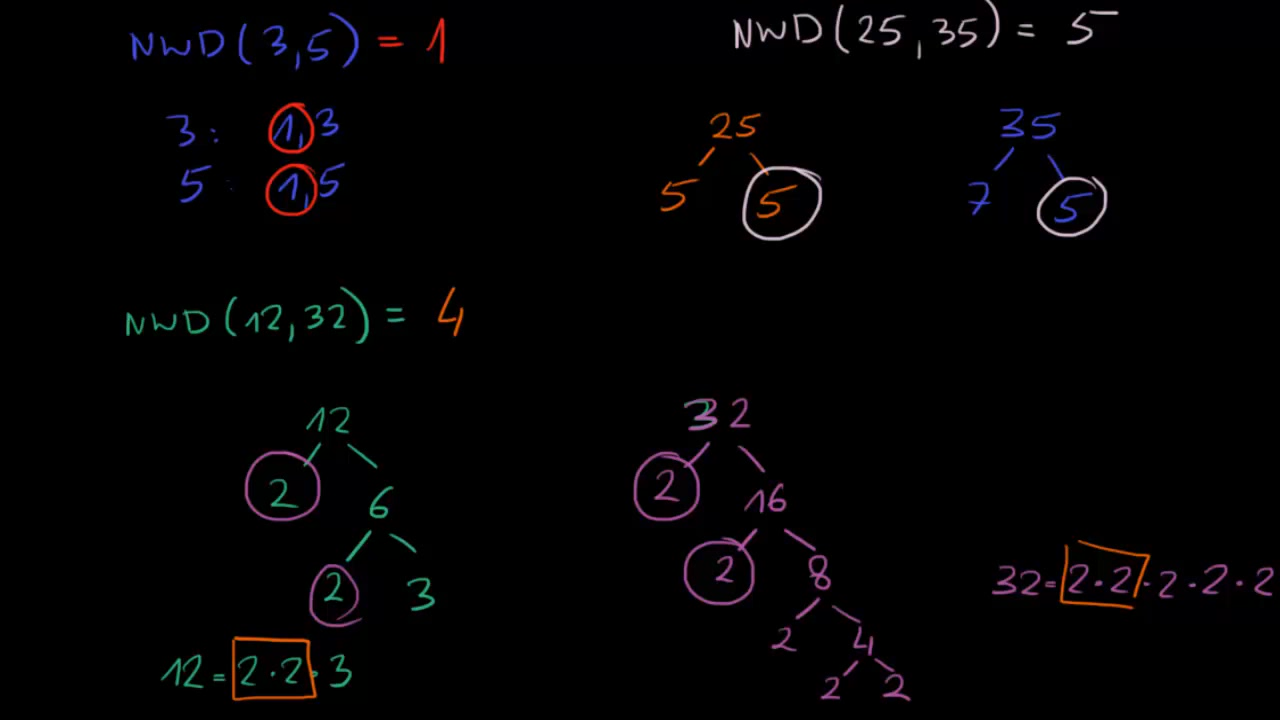 NWD(3,5) = 1
3: 1,3
5: 1,5
NWD(25,35) = 5
25
5 5
35
7 5
NWD(12,32) = 4
12
2 6
2 3
12 = 2·2·3
32
2 16
2 8
2 4
2 2
32 = 2·2·2·2·2